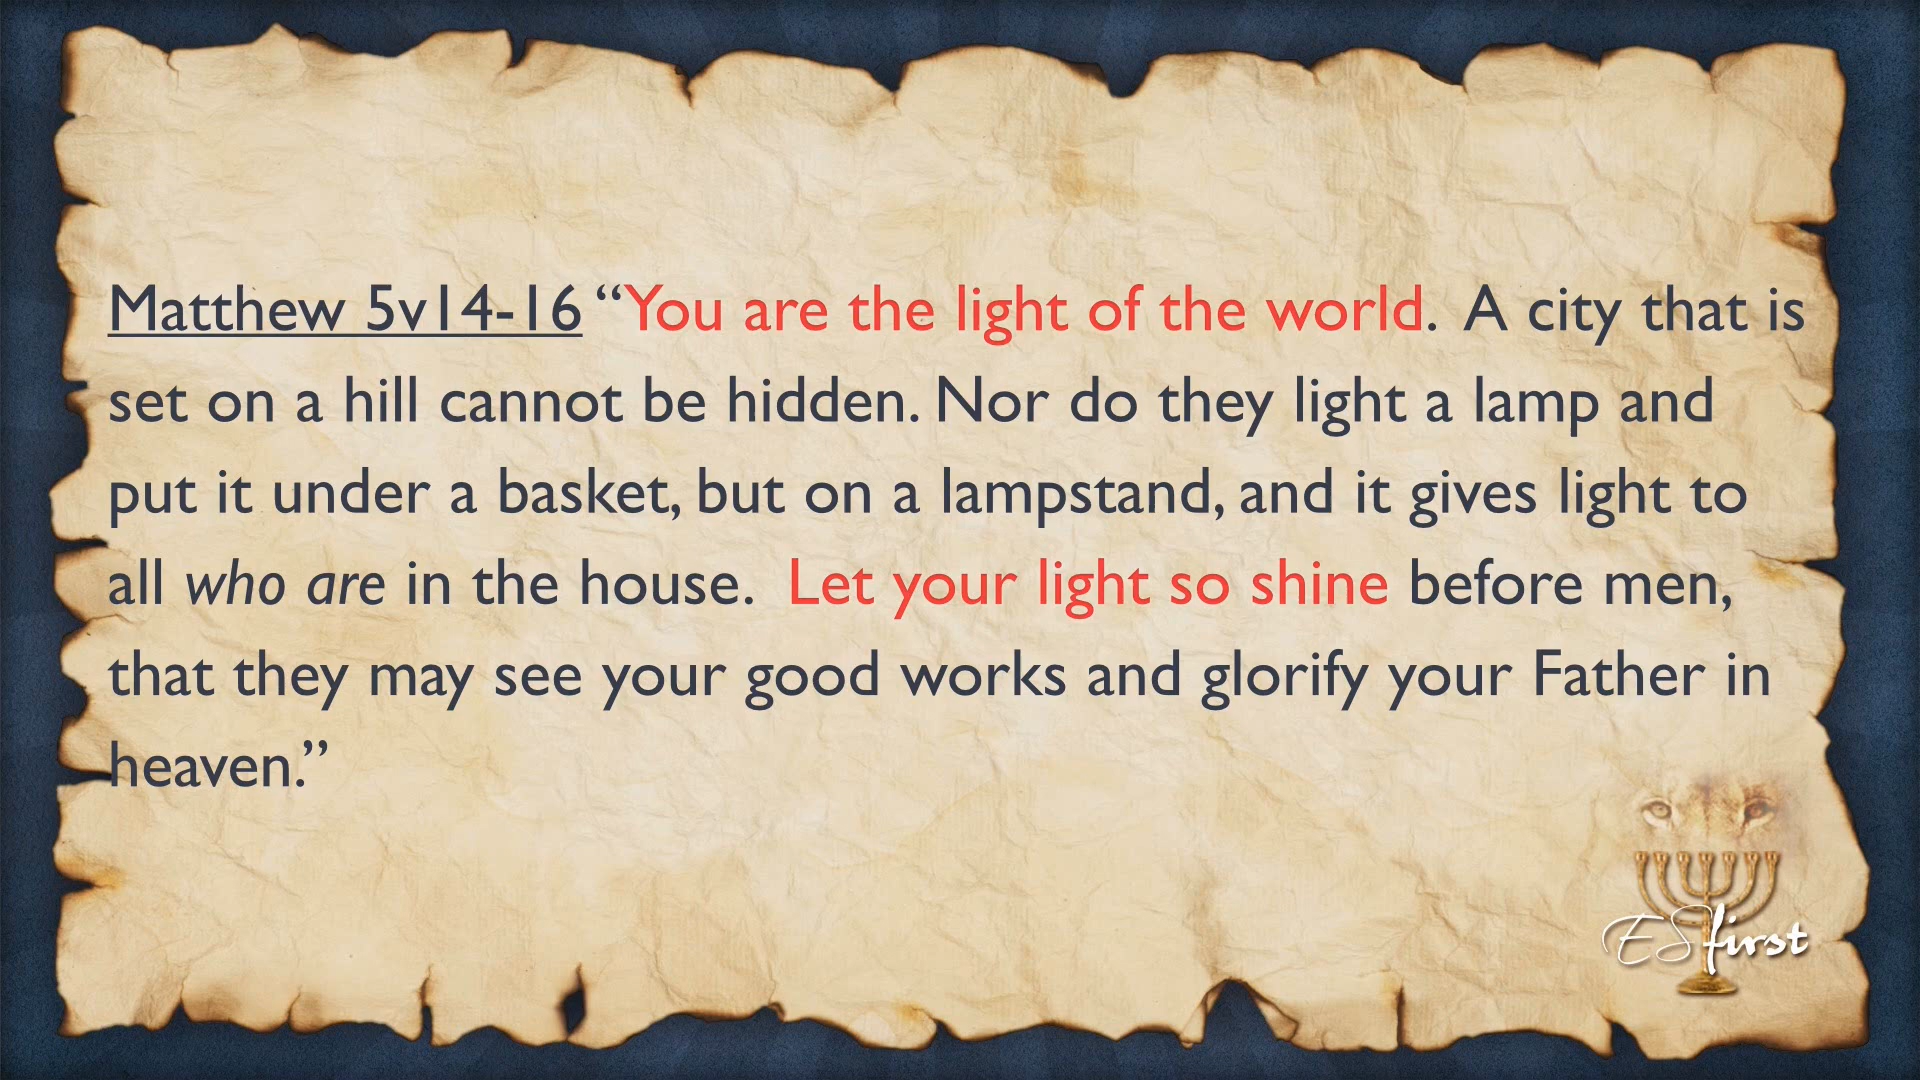 Matthew 5v14-16 “You are the light of the world.  A city that is
set on a hill cannot be hidden. Nor do they light a lamp and
put it under a basket, but on a lampstand, and it gives light to
all who are in the house.  Let your light so shine before men,
that they may see your good works and glorify your Father in
heaven.”
ESfirst